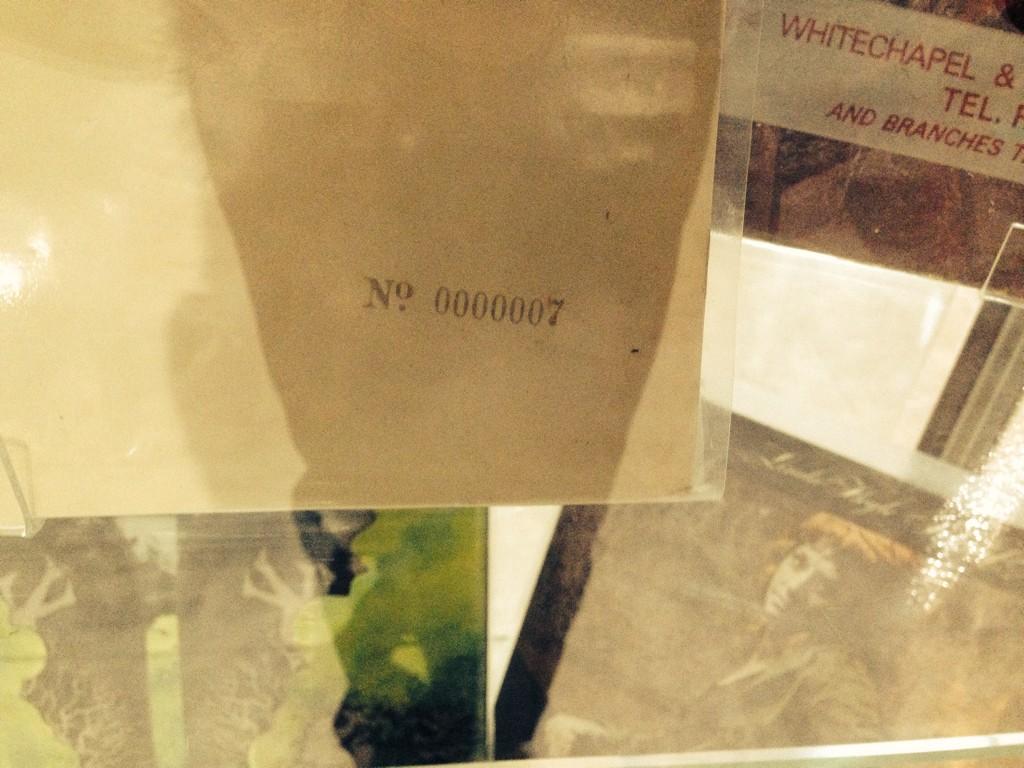 Nº 0000007
WHITECHAPEL &
TEL.
AND BRANCHES